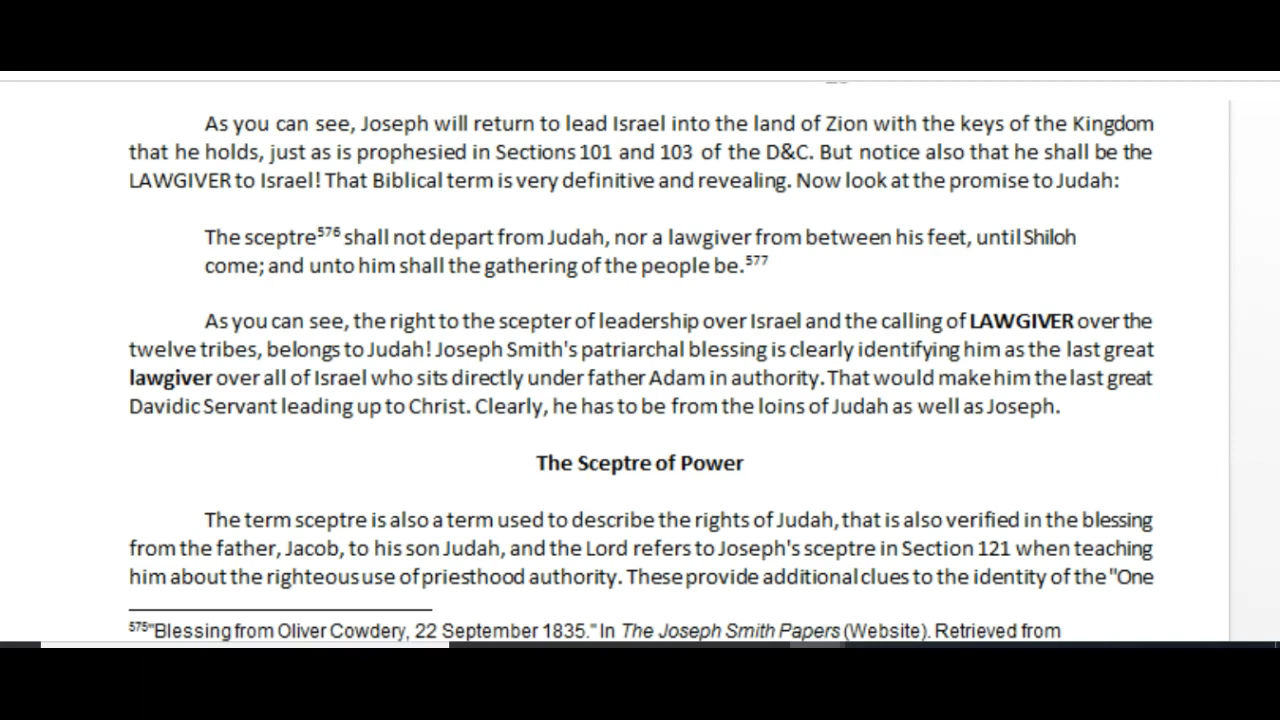 As you can see, Joseph will return to lead Israel into the land of Zion with the keys of the Kingdom
that he holds, just as is prophesied in Sections 101 and 103 of the D&C. But notice also that he shall be the
LAWGIVER to Israel! That Biblical term is very definitive and revealing. Now look at the promise to Judah:
The sceptre⁵⁷⁶ shall not depart from Judah, nor a lawgiver from between his feet, until Shiloh
come; and unto him shall the gathering of the people be.⁵⁷⁷
As you can see, the right to the scepter of leadership over Israel and the calling of LAWGIVER over the
twelve tribes, belongs to Judah! Joseph Smith's patriarchal blessing is clearly identifying him as the last great
lawgiver over all of Israel who sits directly under father Adam in authority. That would make him the last great
Davidic Servant leading up to Christ. Clearly, he has to be from the loins of Judah as well as Joseph.
The Sceptre of Power
The term sceptre is also a term used to describe the rights of Judah, that is also verified in the blessing
from the father, Jacob, to his son Judah, and the Lord refers to Joseph's sceptre in Section 121 when teaching
him about the righteous use of priesthood authority. These provide additional clues to the identity of the "One
⁵⁷⁵"Blessing from Oliver Cowdery, 22 September 1835." In The Joseph Smith Papers (Website). Retrieved from